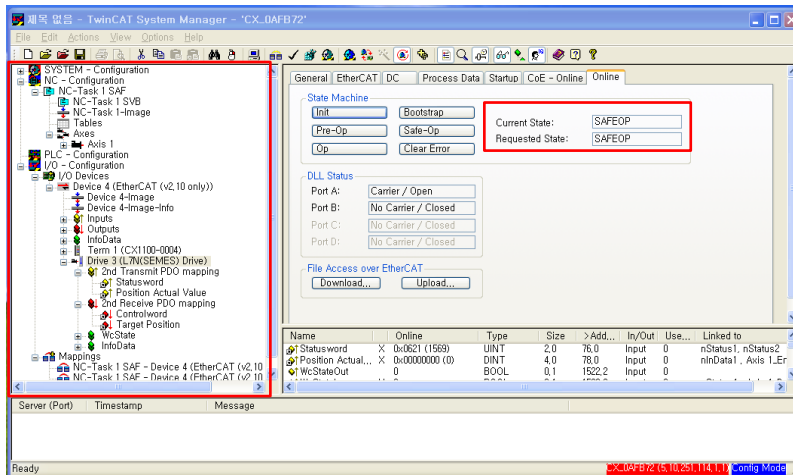 제목 없음 - TwinCAT System Manager - 'CX_0AFB72'
File Edit Actions View Options Help
SYSTEM - Configuration
NC - Configuration
NC-Task 1 SAF
NC-Task 1 SVB
NC-Task 1-Image
Tables
Axes
Axis 1
PLC - Configuration
I/O - Configuration
I/O Devices
Device 4 (EtherCAT (v2,10 only))
Device 4-Image
Device 4-Image-Info
Inputs
Outputs
InfoData
Term 1 (CX1100-0004)
Drive 3 (L7N(SEMES) Drive)
2nd Transmit PDO mapping
Statusword
Position Actual Value
2nd Receive PDO mapping
Controlword
Target Position
WcState
InfoData
Mappings
NC-Task 1 SAF - Device 4 (EtherCAT (v2,10
NC-Task 1 SAF - Device 4 (EtherCAT (v2,10
General EtherCAT DC Process Data Startup CoE - Online Online
State Machine
Init Bootstrap
Pre-Op Safe-Op
Op Clear Error
Current State: SAFEOP
Requested State: SAFEOP
DLL Status
Port A: Carrier / Open
Port B: No Carrier / Closed
Port C: No Carrier / Closed
Port D: No Carrier / Closed
File Access over EtherCAT
Download... Upload...
Name Online Type Size >Add... In/Out Use... Linked to
Statusword X 0x0621 (1569) UINT 2,0 76,0 Input 0 nStatus1, nStatus2
Position Actual... X 0x00000000 (0) DINT 4,0 78,0 Input 0 nInData1 , Axis 1_Er
WcStateOut 0 BOOL 0,1 1522,2 Input 0
Server (Port) Timestamp Message
Ready CX_0AFB72 (5,10,251,114,1,1) Config Mode